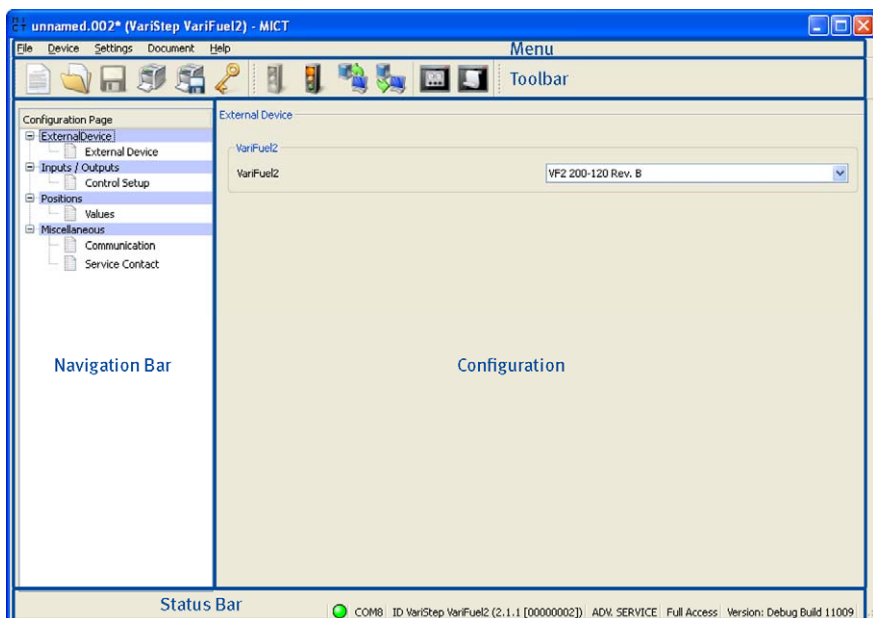 unnamed.002* (VariStep VariFuel2) - MICT
File Device Settings Document Help
Menu
Toolbar
Configuration Page
ExternalDevice
External Device
Inputs / Outputs
Control Setup
Positions
Values
Miscellaneous
Communication
Service Contact
Navigation Bar
External Device
VariFuel2
VariFuel2 VF2 200-120 Rev. B
Configuration
Status Bar
COM8 ID VariStep VariFuel2 (2.1.1 [00000002]) ADV. SERVICE Full Access Version: Debug Build 11009